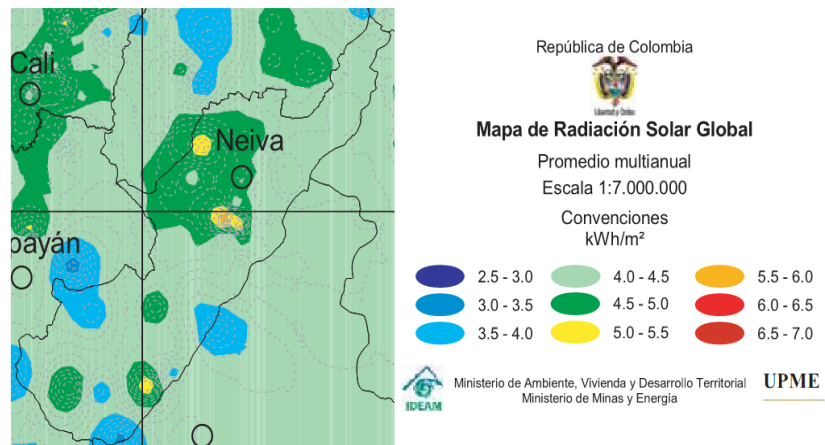 Cali
Neiva
payán
República de Colombia
Libertad y Orden
Mapa de Radiación Solar Global
Promedio multianual
Escala 1:7.000.000
Convenciones
kWh/m²
2.5 - 3.0
4.0 - 4.5
5.5 - 6.0
3.0 - 3.5
4.5 - 5.0
6.0 - 6.5
3.5 - 4.0
5.0 - 5.5
6.5 - 7.0
IDEAM
Ministerio de Ambiente, Vivienda y Desarrollo Territorial
Ministerio de Minas y Energía
UPME